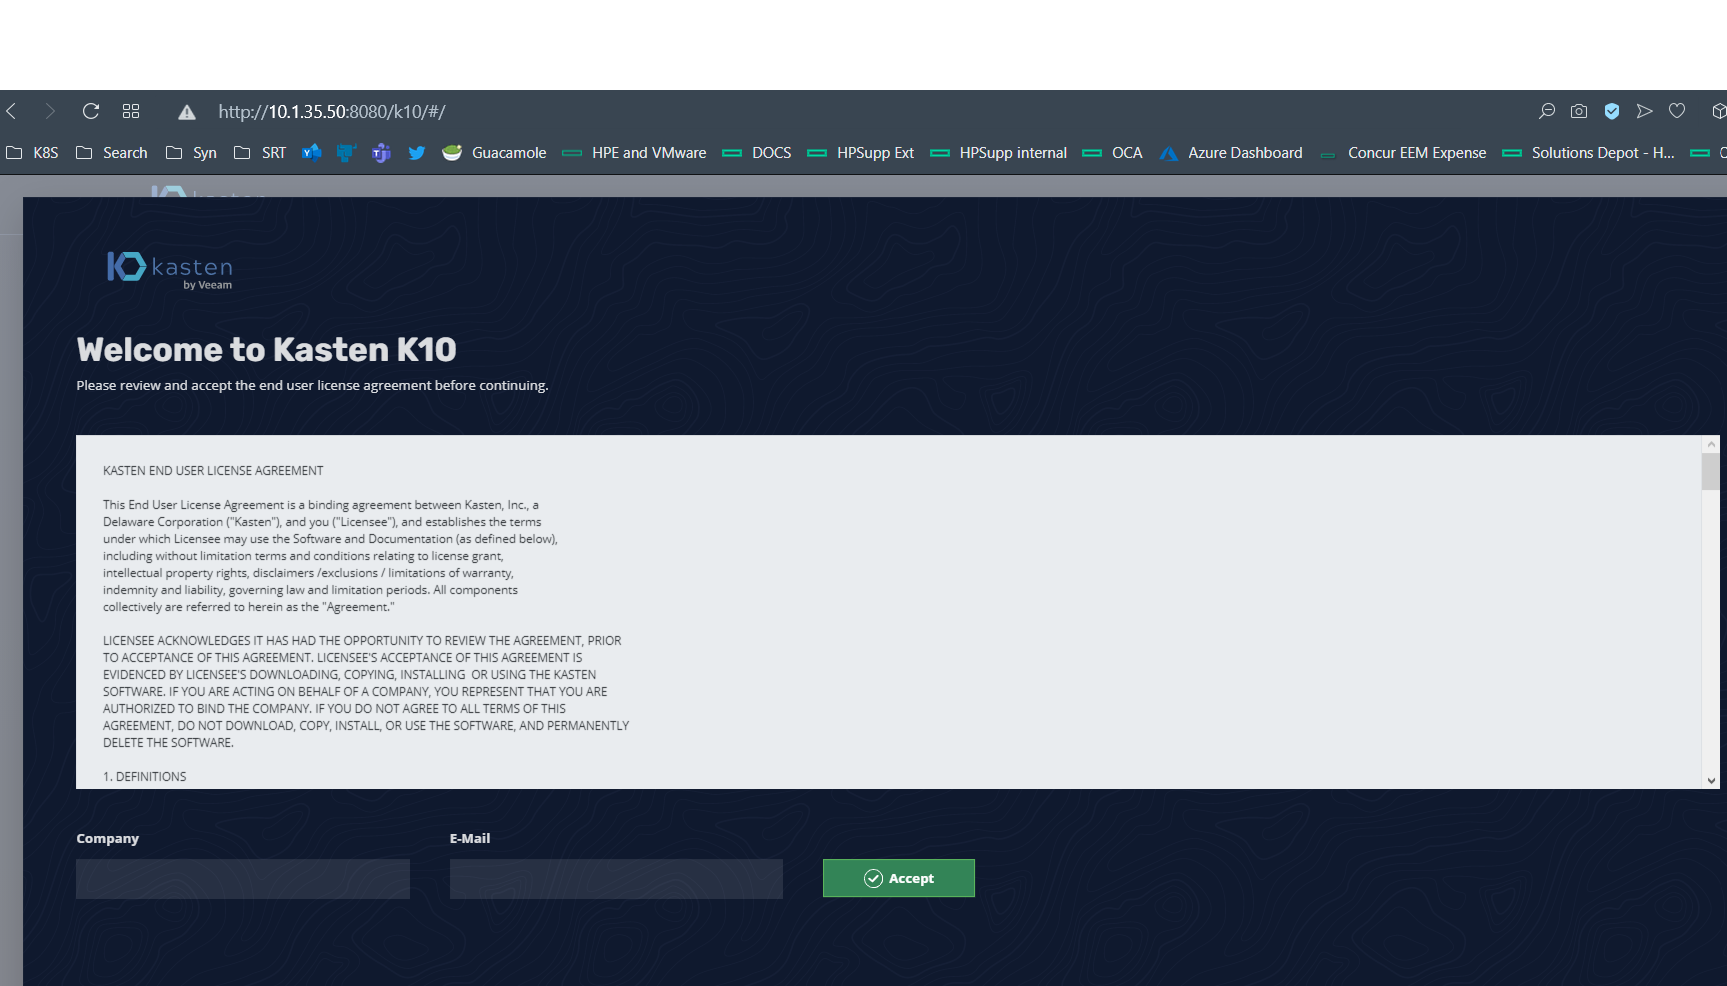 http://10.1.35.50:8080/k10/#/
K8S Search Syn SRT Guacamole HPE and VMware DOCS HPSupp Ext HPSupp internal OCA Azure Dashboard Concur EEM Expense Solutions Depot - H...
kasten
kasten
by Veeam
Welcome to Kasten K10
Please review and accept the end user license agreement before continuing.
KASTEN END USER LICENSE AGREEMENT
This End User License Agreement is a binding agreement between Kasten, Inc., a
Delaware Corporation ("Kasten"), and you ("Licensee"), and establishes the terms
under which Licensee may use the Software and Documentation (as defined below),
including without limitation terms and conditions relating to license grant,
intellectual property rights, disclaimers /exclusions / limitations of warranty,
indemnity and liability, governing law and limitation periods. All components
collectively are referred to herein as the "Agreement."
LICENSEE ACKNOWLEDGES IT HAS HAD THE OPPORTUNITY TO REVIEW THE AGREEMENT, PRIOR
TO ACCEPTANCE OF THIS AGREEMENT. LICENSEE'S ACCEPTANCE OF THIS AGREEMENT IS
EVIDENCED BY LICENSEE'S DOWNLOADING, COPYING, INSTALLING  OR USING THE KASTEN
SOFTWARE. IF YOU ARE ACTING ON BEHALF OF A COMPANY, YOU REPRESENT THAT YOU ARE
AUTHORIZED TO BIND THE COMPANY. IF YOU DO NOT AGREE TO ALL TERMS OF THIS
AGREEMENT, DO NOT DOWNLOAD, COPY, INSTALL, OR USE THE SOFTWARE, AND PERMANENTLY
DELETE THE SOFTWARE.
1. DEFINITIONS
Company E-Mail
Accept